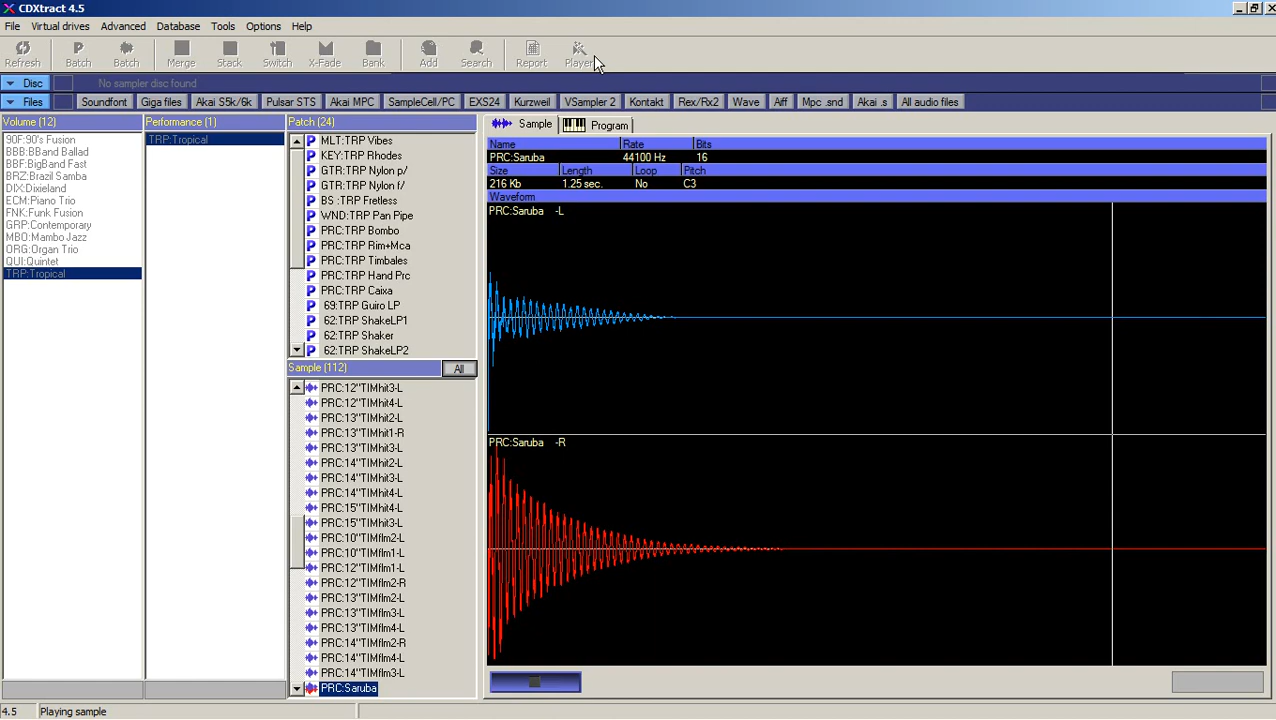 CDXtract 4.5
File Virtual drives Advanced Database Tools Options Help
Refresh Batch Batch Merge Stack Switch X-Fade Bank Add Search Report Player
Disc No sampler disc found
Files Soundfont Giga files Akai S5k/6k Pulsar STS Akai MPC SampleCell/PC EXS24 Kurzweil VSampler 2 Kontakt Rex/Rx2 Wave Aiff Mpc .snd Akai .s All audio files
Volume (12)
90F:90's Fusion
BBB:BBand Ballad
BBF:BigBand Fast
BRZ:Brazil Samba
DIX:Dixieland
ECM:Piano Trio
FNK:Funk Fusion
GRP:Contemporary
MBO:Mambo Jazz
ORG:Organ Trio
QUI:Quintet
TRP:Tropical
Performance (1)
TRP:Tropical
Patch (24)
MLT:TRP Vibes
KEY:TRP Rhodes
GTR:TRP Nylon p/
GTR:TRP Nylon f/
BS :TRP Fretless
WND:TRP Pan Pipe
PRC:TRP Bombo
PRC:TRP Rim+Mca
PRC:TRP Timbales
PRC:TRP Hand Prc
PRC:TRP Caixa
69:TRP Guiro LP
62:TRP ShakeLP1
62:TRP Shaker
62:TRP ShakeLP2
Sample (112) All
PRC:12"TIMhit3-L
PRC:12"TIMhit4-L
PRC:13"TIMhit2-L
PRC:13"TIMhit1-R
PRC:13"TIMhit3-L
PRC:14"TIMhit2-L
PRC:14"TIMhit3-L
PRC:14"TIMhit4-L
PRC:15"TIMhit4-L
PRC:15"TIMhit3-L
PRC:10"TIMflm2-L
PRC:10"TIMflm1-L
PRC:12"TIMflm1-L
PRC:13"TIMflm2-R
PRC:13"TIMflm2-L
PRC:13"TIMflm3-L
PRC:13"TIMflm4-L
PRC:14"TIMflm2-R
PRC:14"TIMflm4-L
PRC:14"TIMflm3-L
PRC:Saruba
Sample Program
Name Rate Bits
PRC:Saruba 44100 Hz 16
Size Length Loop Pitch
216 Kb 1.25 sec. No C3
Waveform
PRC:Saruba -L
PRC:Saruba -R
4.5 Playing sample